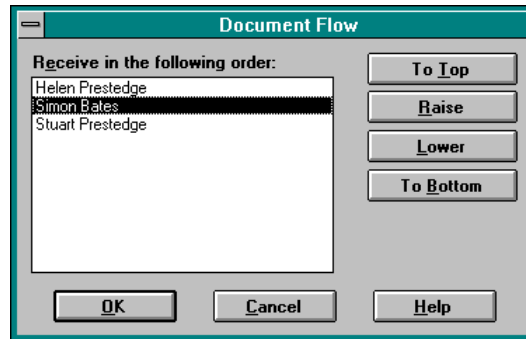 Document Flow
Receive in the following order:
Helen Prestedge
Simon Bates
Stuart Prestedge
To Top
Raise
Lower
To Bottom
OK
Cancel
Help